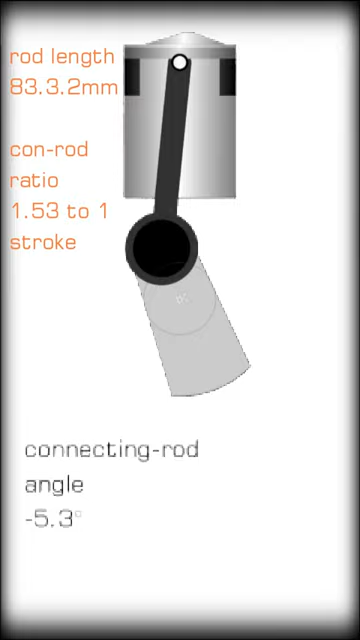 rod length
83.3.2mm
con-rod
ratio
1.53 to 1
stroke
connecting-rod
angle
-5.3°